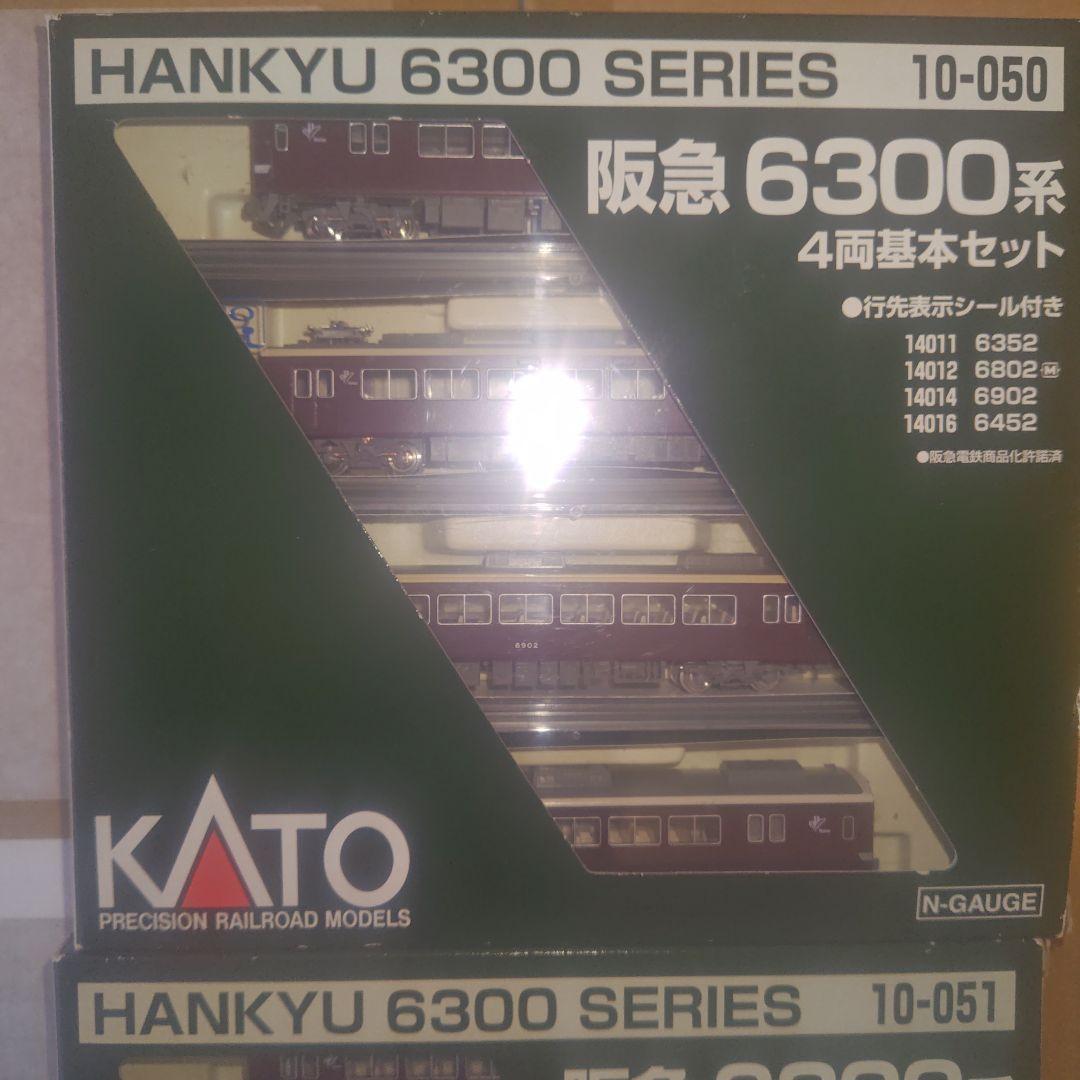 HANKYU 6300 SERIES 10-050
阪急6300系
4両基本セット
●行先表示シール付き
14011 6352
14012 6802 M
14014 6902
14016 6452
●阪急電鉄商品化許諾済
6902
KATO
PRECISION RAILROAD MODELS
N-GAUGE
HANKYU 6300 SERIES 10-051